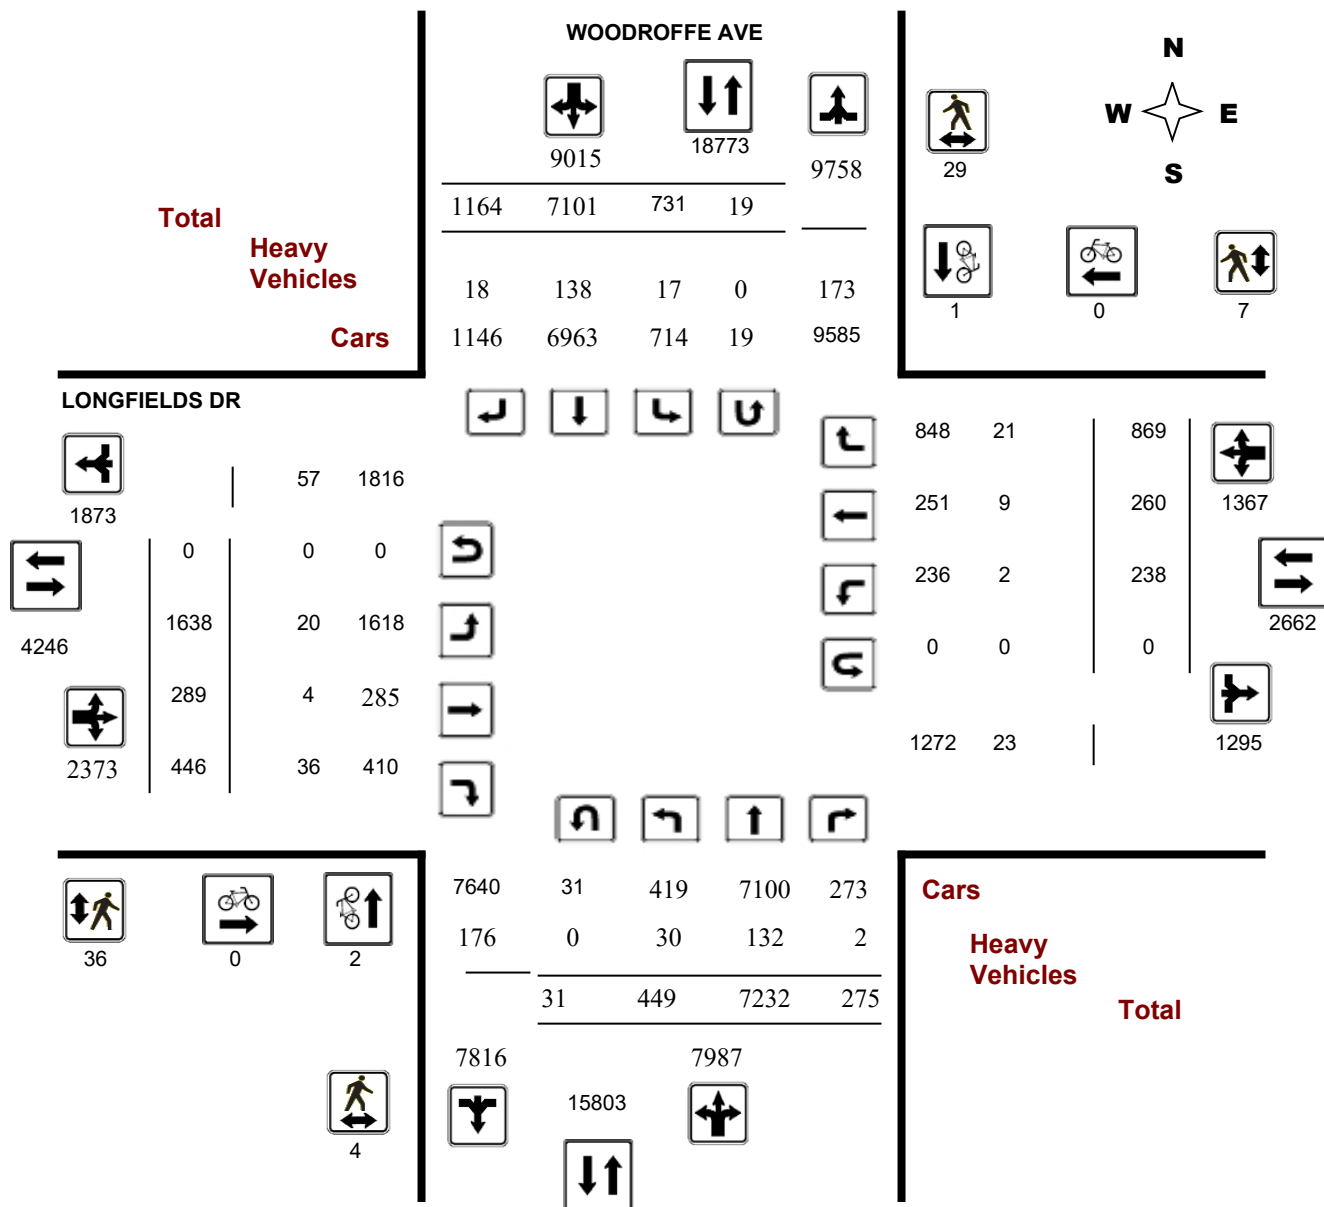 WOODROFFE AVE
N
W E
S
9015 18773 9758 29
1164 7101 731 19
Total
Heavy
Vehicles
18 138 17 0 173
1 0 7
Cars 1146 6963 714 19 9585
LONGFIELDS DR
848 21 869
57 1816
1873
251 9 260 1367
0 0 0
236 2 238
1638 20 1618
4246
2662
0 0 0
289 4 285
1272 23 1295
2373 446 36 410
7640 31 419 7100 273
Cars
176 0 30 132 2
Heavy
Vehicles
36 0 2
31 449 7232 275
Total
7816 7987
15803
4